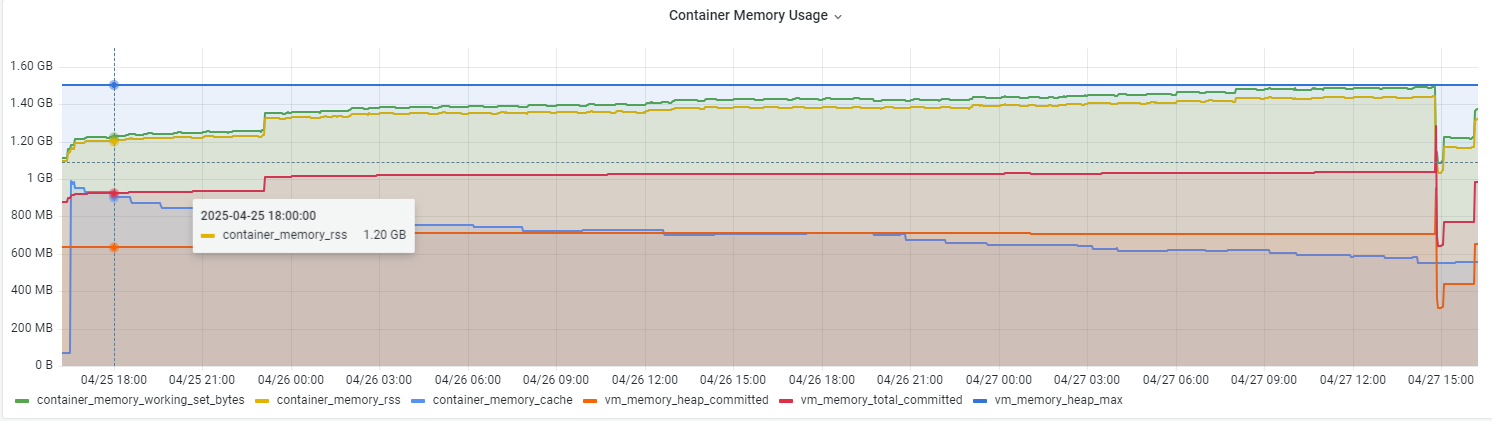 Container Memory Usage
1.60 GB
1.40 GB
1.20 GB
1 GB
800 MB
600 MB
400 MB
200 MB
0 B
2025-04-25 18:00:00
container_memory_rss 1.20 GB
04/25 18:00 04/25 21:00 04/26 00:00 04/26 03:00 04/26 06:00 04/26 09:00 04/26 12:00 04/26 15:00 04/26 18:00 04/26 21:00 04/27 00:00 04/27 03:00 04/27 06:00 04/27 09:00 04/27 12:00 04/27 15:00
container_memory_working_set_bytes container_memory_rss container_memory_cache vm_memory_heap_committed vm_memory_total_committed vm_memory_heap_max